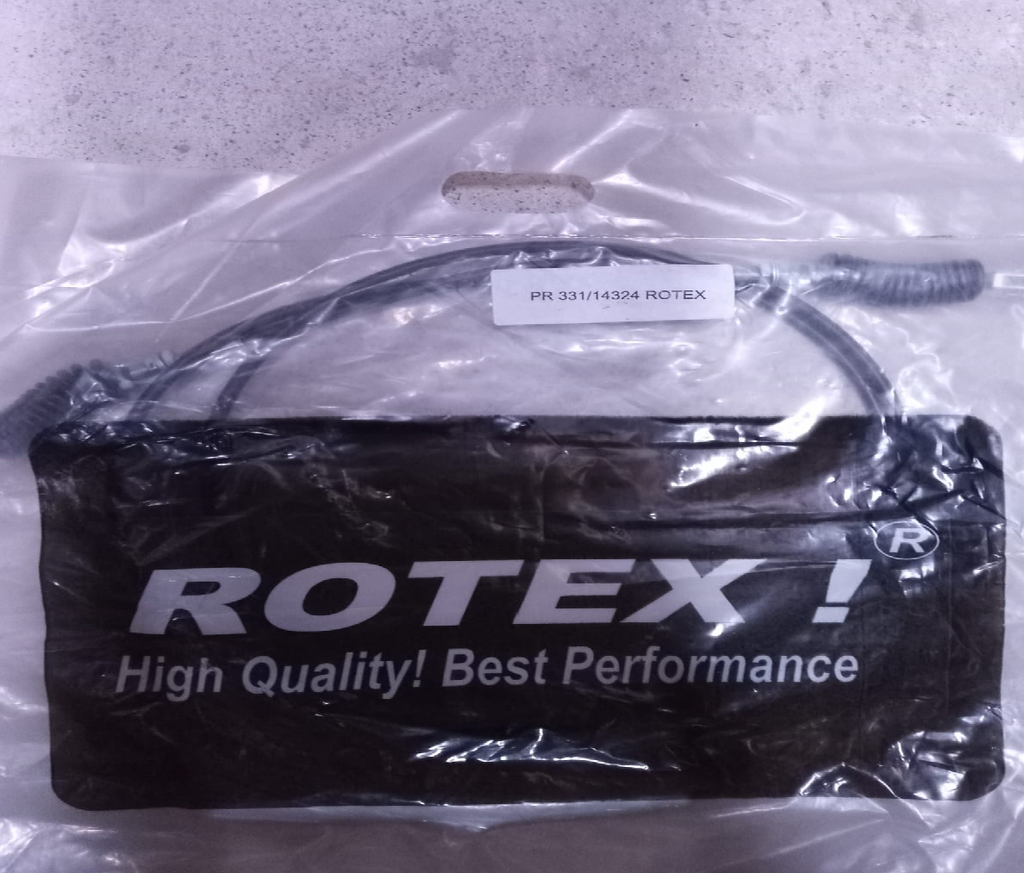 PR 331/14324 ROTEX
ROTEX ! ®
High Quality! Best Performance